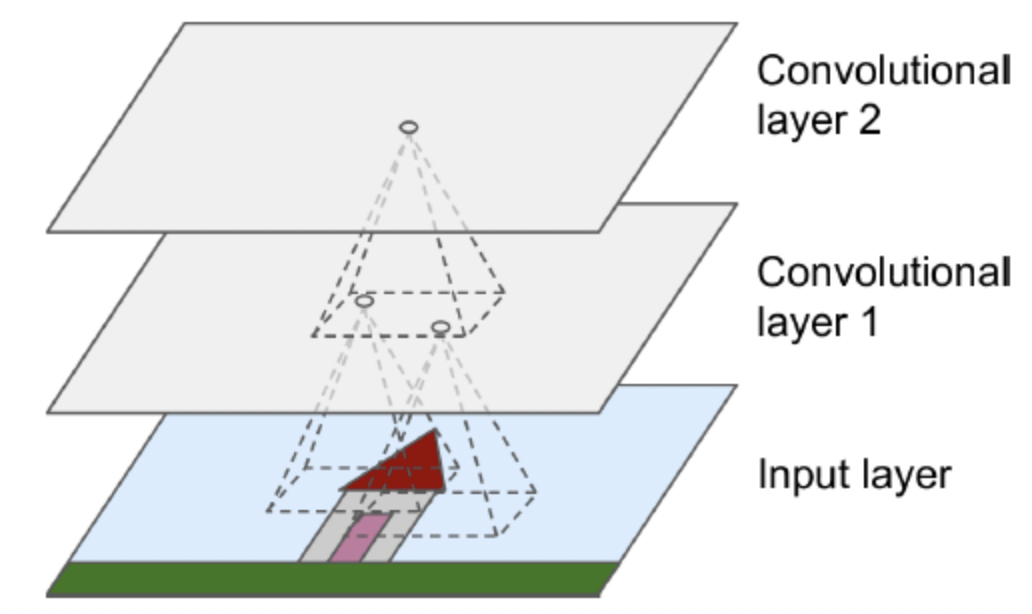 Convolutional
layer 2
Convolutional
layer 1
Input layer